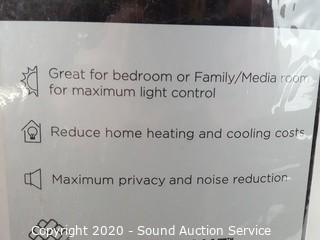 Great for bedroom or Family/Media room
for maximum light control
Reduce home heating and cooling costs
Maximum privacy and noise reduction
Copyright 2020 - Sound Auction Service